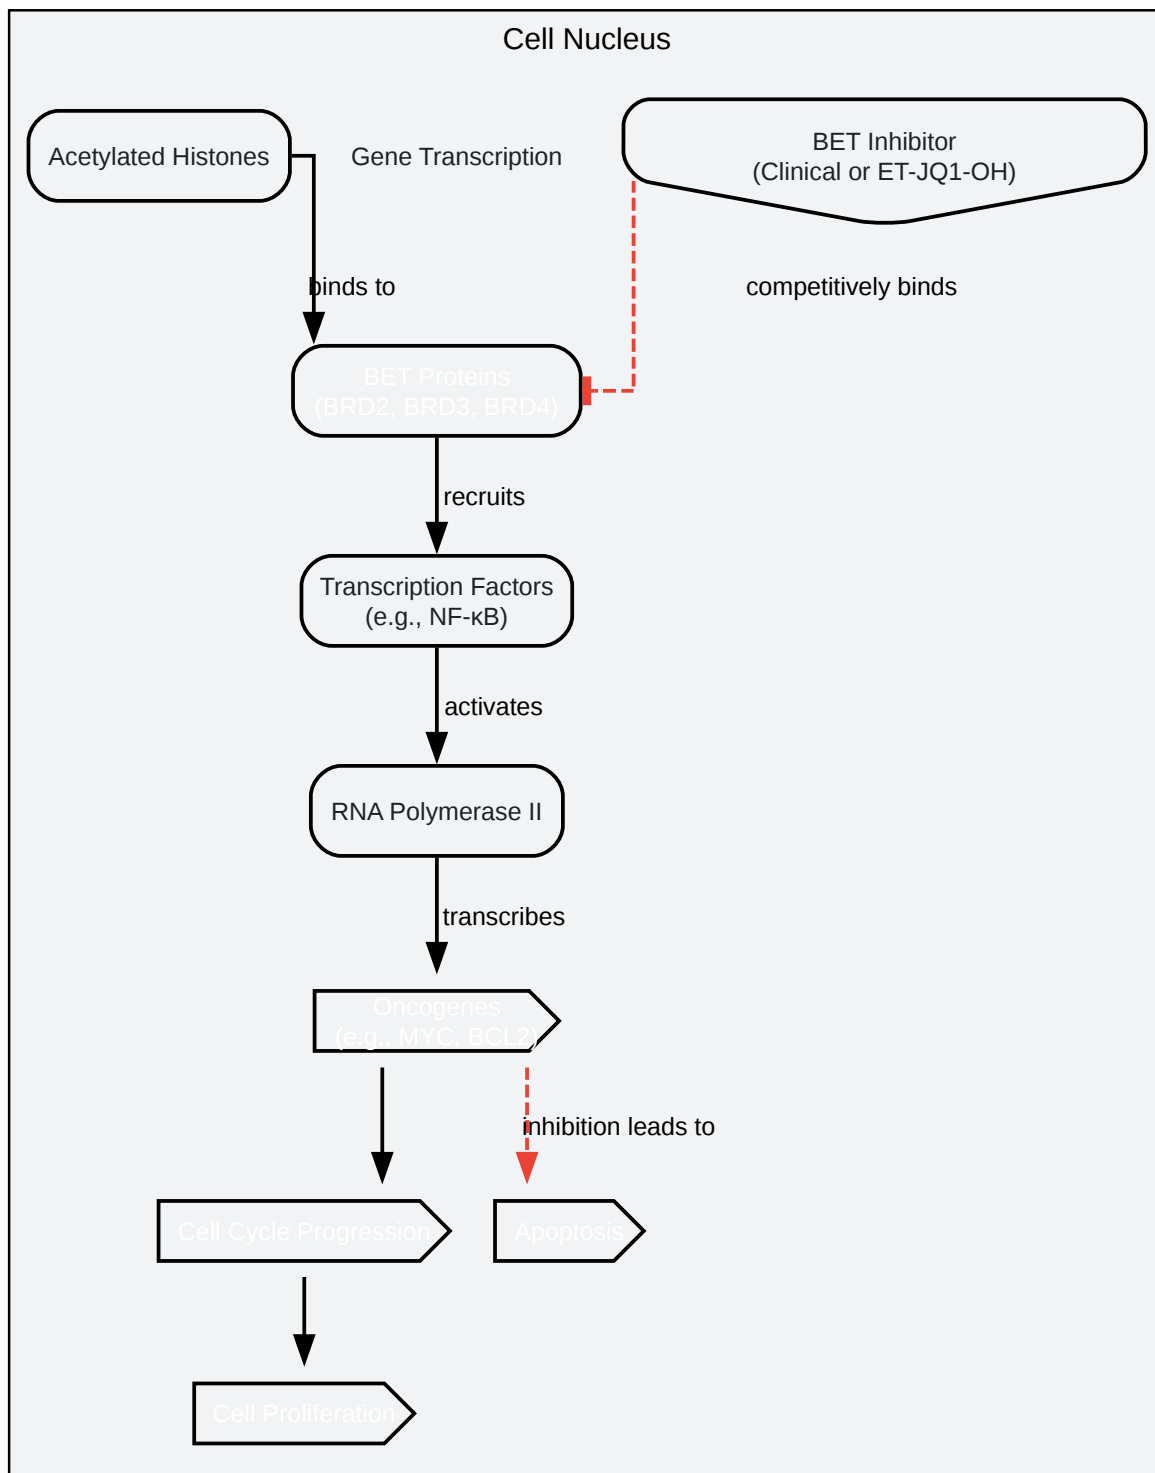 Cell Nucleus
Acetylated Histones
Gene Transcription
BET Inhibitor
(Clinical or ET-JQ1-OH)
binds to
competitively binds
BET Proteins
(BRD2, BRD3, BRD4)
recruits
Transcription Factors
(e.g., NF-κB)
activates
RNA Polymerase II
transcribes
Oncogenes
(e.g., MYC, BCL2)
inhibition leads to
Cell Cycle Progression
Apoptosis
Cell Proliferation